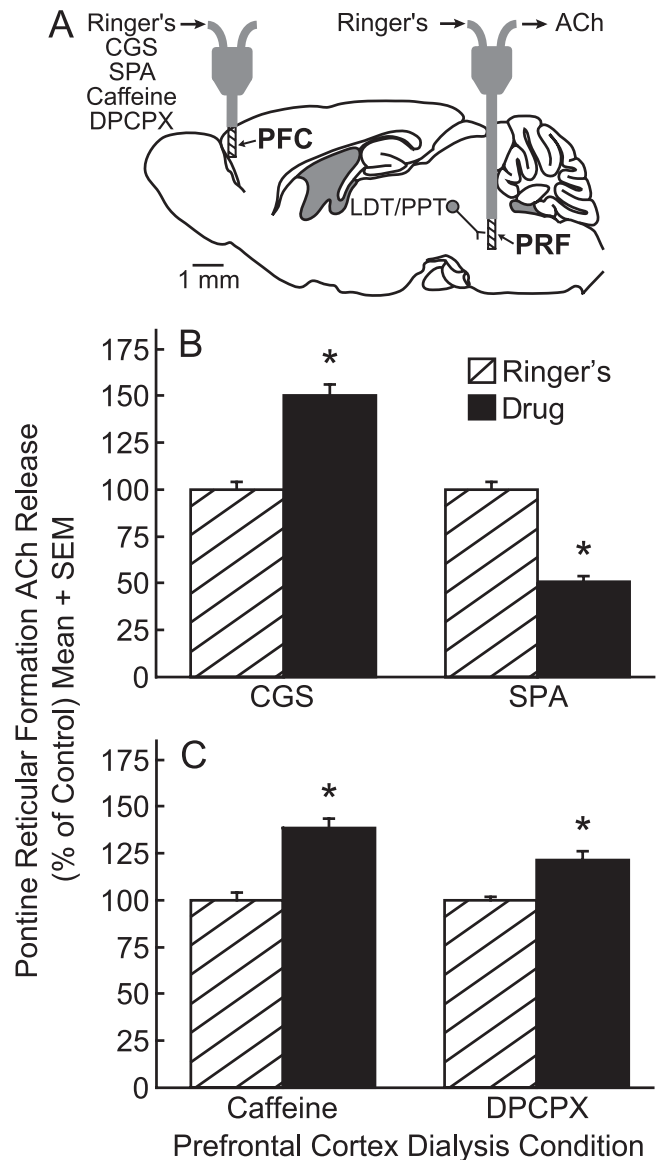 A
Ringer's
CGS
SPA
Caffeine
DPCPX
Ringer's
ACh
PFC
LDT/PPT
PRF
1 mm
Pontine Reticular Formation ACh Release
(% of Control) Mean + SEM
B
175
150
125
100
75
50
25
0
*
*
Ringer's
Drug
CGS
SPA
C
175
150
125
100
75
50
25
0
*
*
Caffeine
DPCPX
Prefrontal Cortex Dialysis Condition